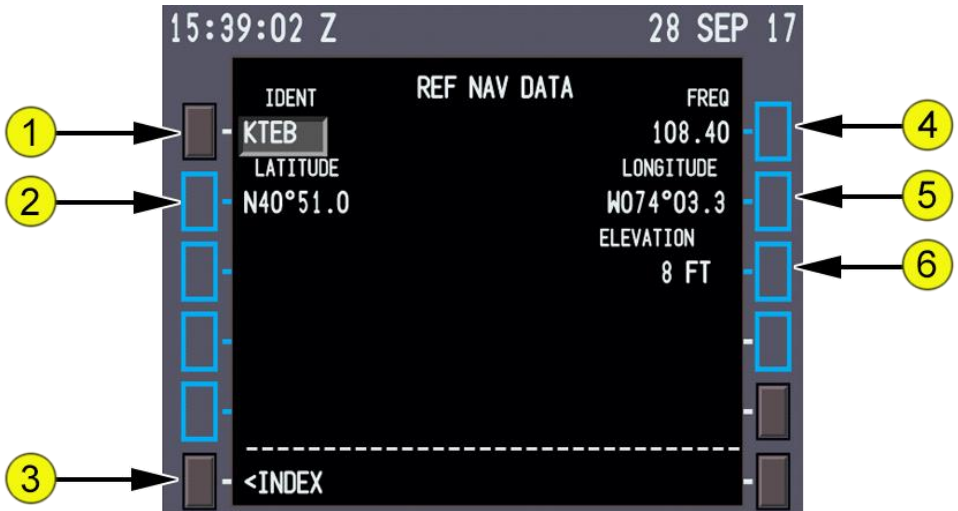 15:39:02 Z 28 SEP 17
REF NAV DATA
IDENT FREQ
1 KTEB 108.40 4
LATITUDE LONGITUDE
2 N40°51.0 W074°03.3 5
ELEVATION
8 FT 6
3 <INDEX